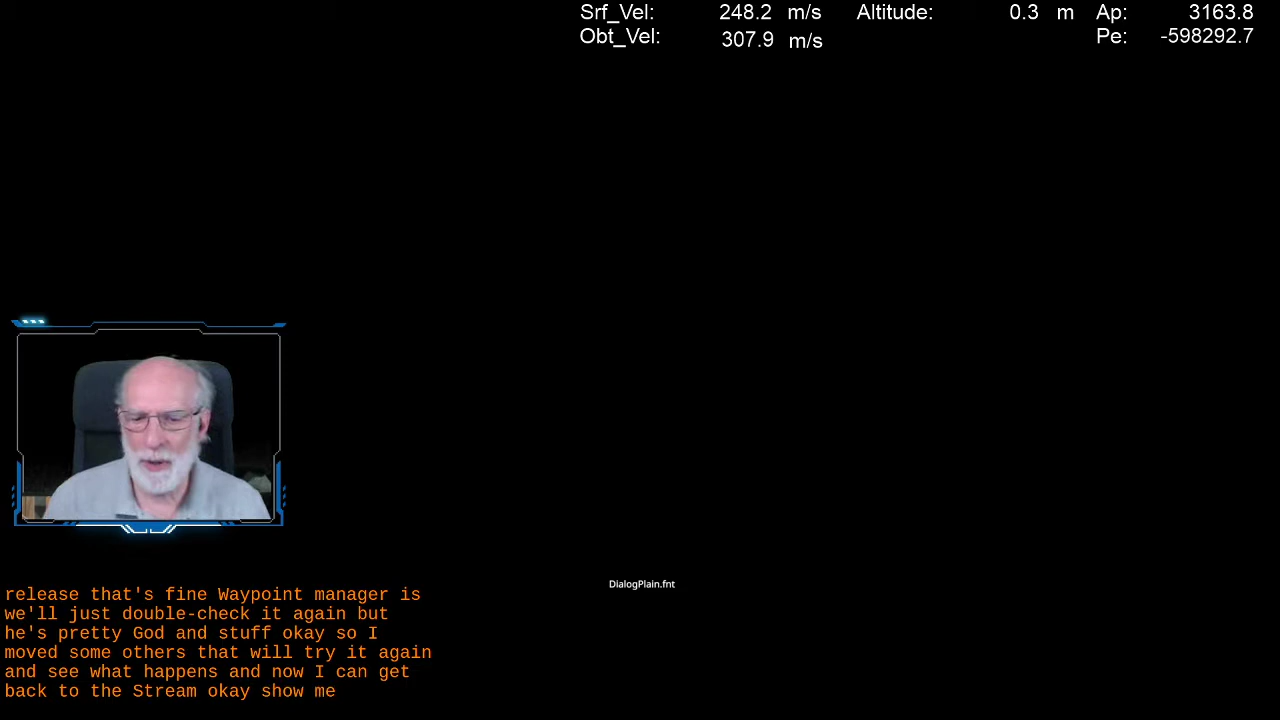 Srf_Vel: 248.2 m/s Altitude: 0.3 m Ap: 3163.8
Obt_Vel: 307.9 m/s Pe: -598292.7
DialogPlain.fnt
release that's fine Waypoint manager is
we'll just double-check it again but
he's pretty God and stuff okay so I
moved some others that will try it again
and see what happens and now I can get
back to the Stream okay show me